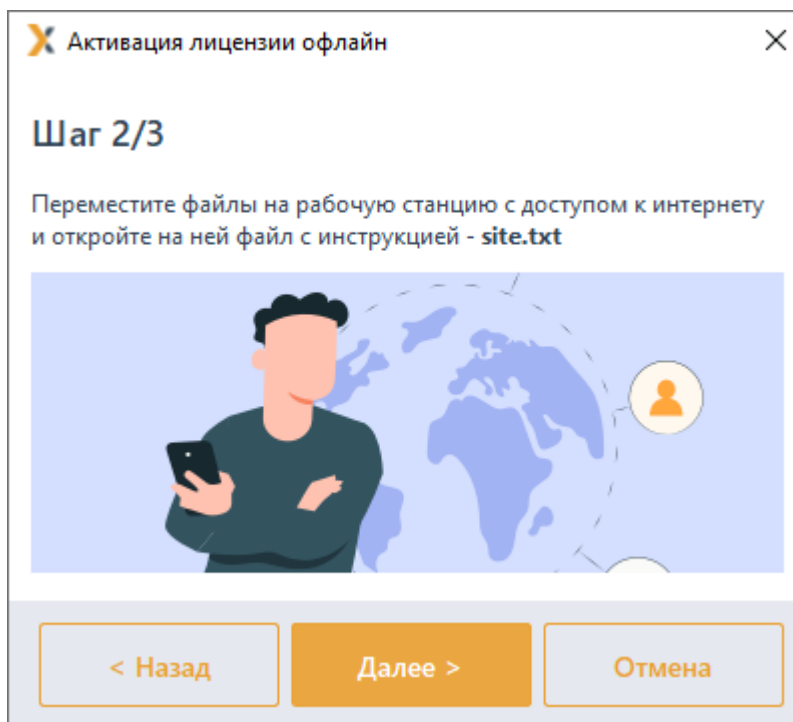 Активация лицензии офлайн
Шаг 2/3
Переместите файлы на рабочую станцию с доступом к интернету
и откройте на ней файл с инструкцией - site.txt
< Назад
Далее >
Отмена